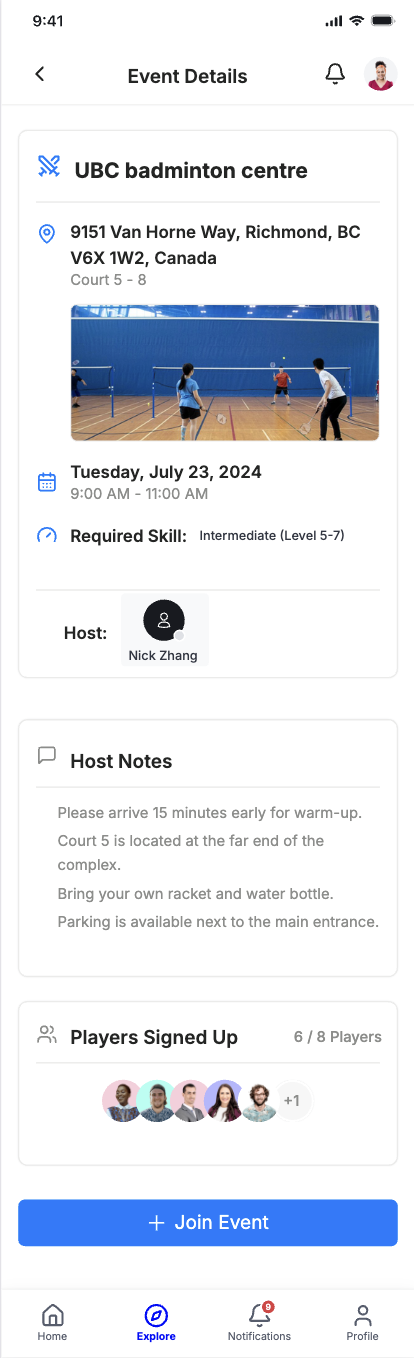 9:41
Event Details
UBC badminton centre
9151 Van Horne Way, Richmond, BC
V6X 1W2, Canada
Court 5 - 8
Tuesday, July 23, 2024
9:00 AM - 11:00 AM
Required Skill: Intermediate (Level 5-7)
Host:
Nick Zhang
Host Notes
Please arrive 15 minutes early for warm-up.
Court 5 is located at the far end of the
complex.
Bring your own racket and water bottle.
Parking is available next to the main entrance.
Players Signed Up 6 / 8 Players
+1
+ Join Event
9
Home Explore Notifications Profile